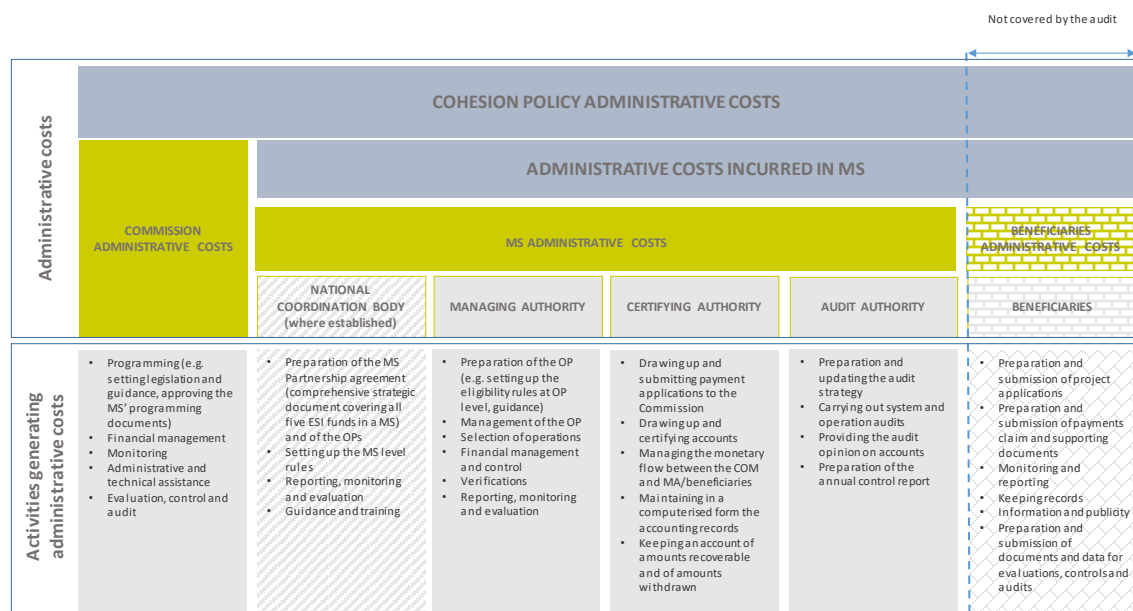 Not covered by the audit
Administrative costs
COHESION POLICY ADMINISTRATIVE COSTS
ADMINISTRATIVE COSTS INCURRED IN MS
COMMISSION
ADMINISTRATIVE COSTS
MS ADMINISTRATIVE COSTS
BENEFICIARIES
ADMINISTRATIVE COSTS
NATIONAL
COORDINATION BODY
(where established)
MANAGING AUTHORITY
CERTIFYING AUTHORITY
AUDIT AUTHORITY
BENEFICIARIES
Activities generating
administrative costs
• Programming (e.g.
setting legislation and
guidance, approving the
MS' programming
documents)
• Financial management
• Monitoring
• Administrative and
technical assistance
• Evaluation, control and
audit
• Preparation of the MS
Partnership agreement
(comprehensive strategic
document covering all
five ESI funds in a MS)
and of the OPs
• Setting up the MS level
rules
• Reporting, monitoring
and evaluation
• Guidance and training
• Preparation of the OP
(e.g. setting up the
eligibility rules at OP
level, guidance)
• Management of the OP
• Selection of operations
• Financial management
and control
• Verifications
• Reporting, monitoring
and evaluation
• Drawing up and
submitting payment
applications to the
Commission
• Drawing up and
certifying accounts
• Managing the monetary
flow between the COM
and MA/beneficiaries
• Maintaining in a
computerised form the
accounting records
• Keeping an account of
amounts recoverable
and of amounts
withdrawn
• Preparation and
updating the audit
strategy
• Carrying out system and
operation audits
• Providing the audit
opinion on accounts
• Preparation of the
annual control report
• Preparation and
submission of project
applications
• Preparation and
submission of payments
claim and supporting
documents
• Monitoring and
reporting
• Keeping records
• Information and publicity
• Preparation and
submission of
documents and data for
evaluations, controls and
audits